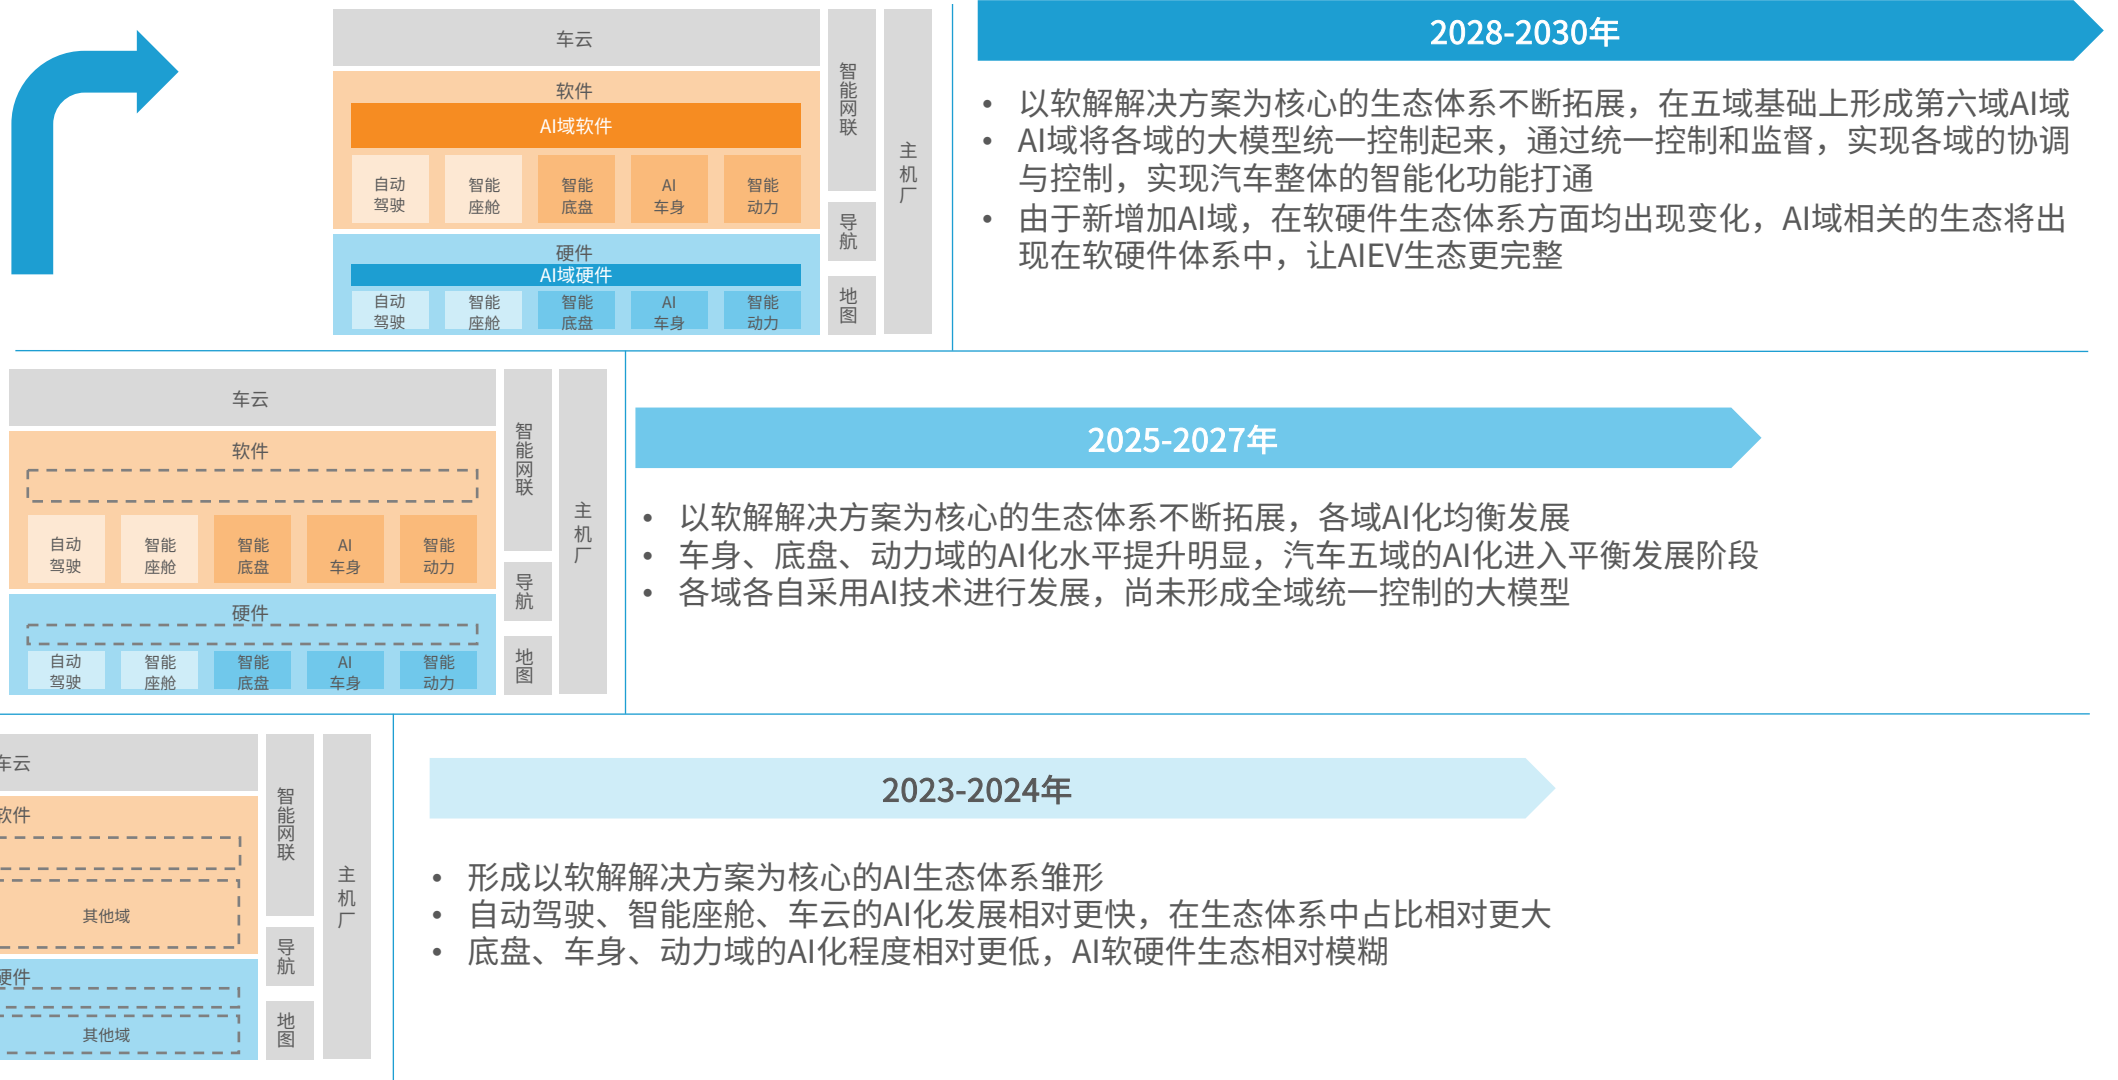 车云
软件
AI域软件
自动
驾驶
智能
座舱
智能
底盘
AI
车身
智能
动力
硬件
AI域硬件
自动
驾驶
智能
座舱
智能
底盘
AI
车身
智能
动力
智能网联
导航
地图
主机厂
2028-2030年
• 以软解解决方案为核心的生态体系不断拓展，在五域基础上形成第六域AI域
• AI域将各域的大模型统一控制起来，通过统一控制和监督，实现各域的协调
与控制，实现汽车整体的智能化功能打通
• 由于新增加AI域，在软硬件生态体系方面均出现变化，AI域相关的生态将出
现在软硬件体系中，让AIEV生态更完整
车云
软件
自动
驾驶
智能
座舱
智能
底盘
AI
车身
智能
动力
硬件
自动
驾驶
智能
座舱
智能
底盘
AI
车身
智能
动力
智能网联
导航
地图
主机厂
2025-2027年
• 以软解解决方案为核心的生态体系不断拓展，各域AI化均衡发展
• 车身、底盘、动力域的AI化水平提升明显，汽车五域的AI化进入平衡发展阶段
• 各域各自采用AI技术进行发展，尚未形成全域统一控制的大模型
车云
软件
其他域
硬件
其他域
智能网联
导航
地图
主机厂
2023-2024年
• 形成以软解解决方案为核心的AI生态体系雏形
• 自动驾驶、智能座舱、车云的AI化发展相对更快，在生态体系中占比相对更大
• 底盘、车身、动力域的AI化程度相对更低，AI软硬件生态相对模糊